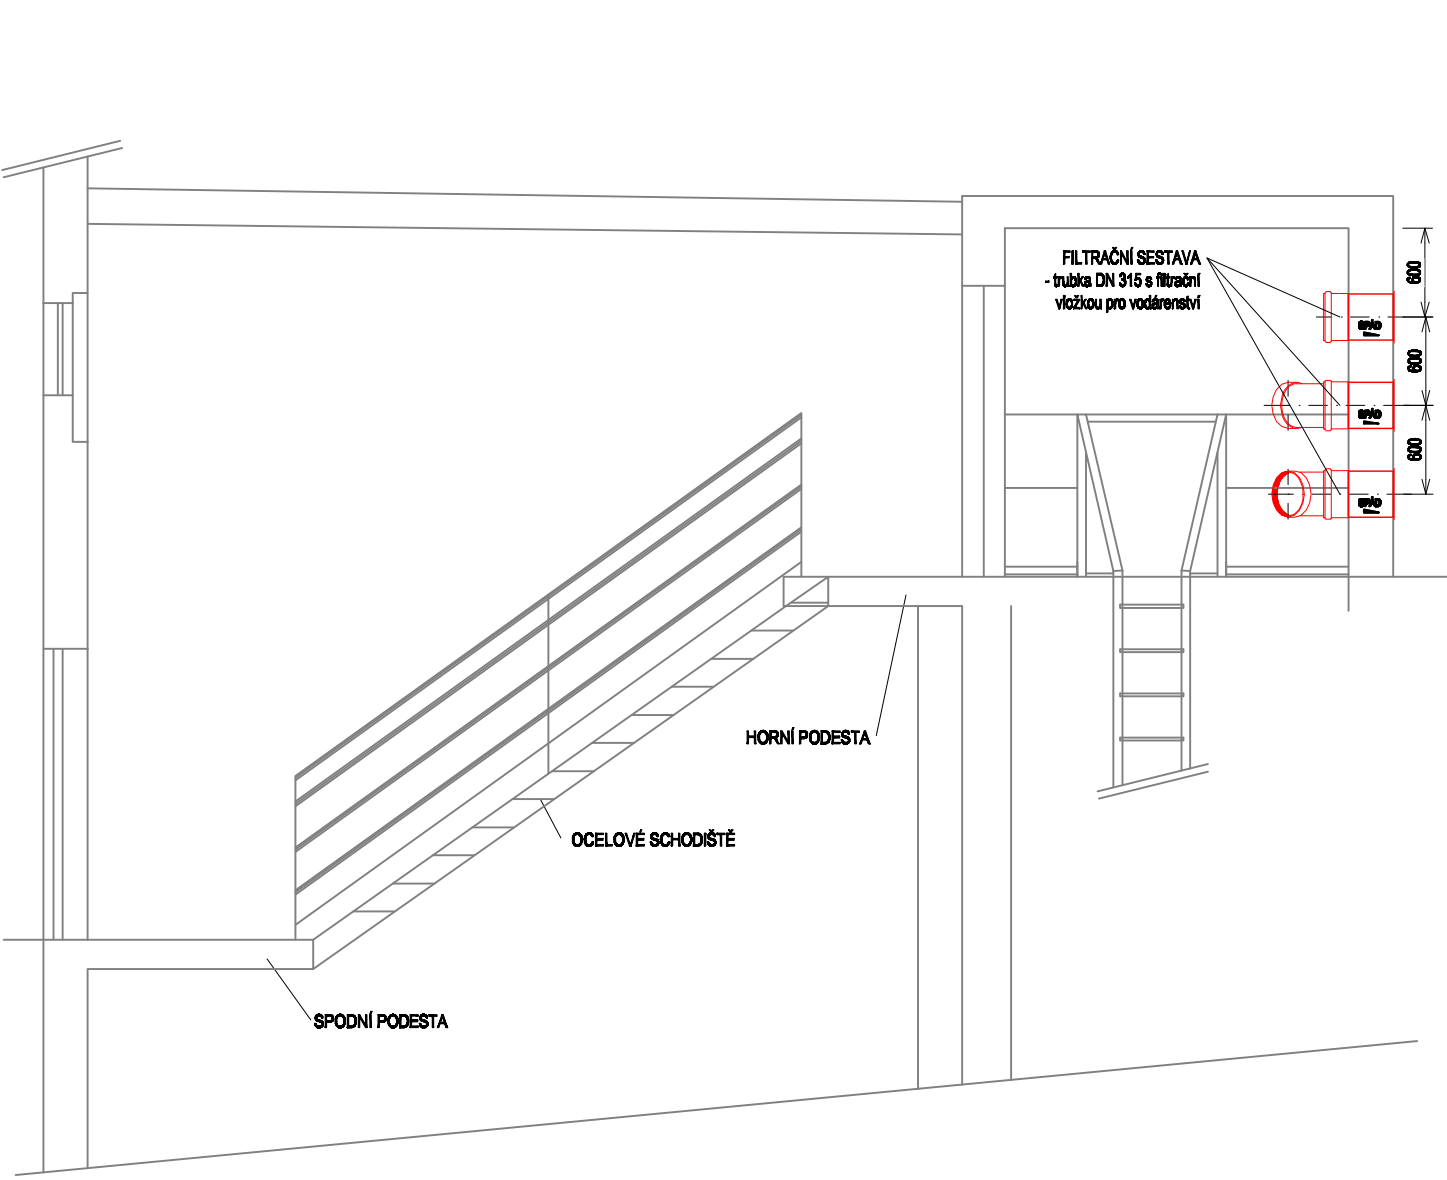 FILTRAČNÍ SESTAVA
- trubka DN 315 s filtrační
vložkou pro vodárenství
600
600
600
HORNÍ PODESTA
OCELOVÉ SCHODIŠTĚ
SPODNÍ PODESTA